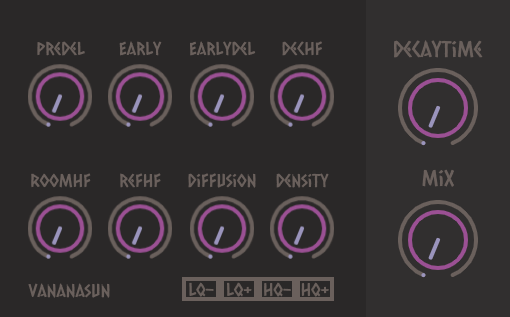 PREDEL EARLY EARLYDEL DECHF DECAYTiME
ROOMHF REFHF DiFFUSiON DENSiTY MiX
VANANASUN LQ- LQ+ HQ- HQ+